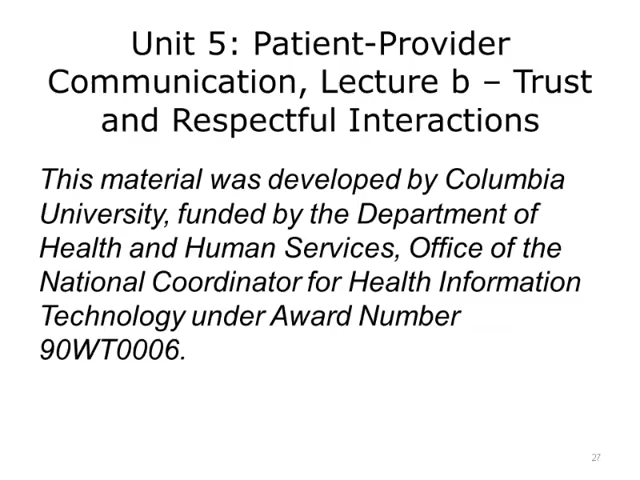 Unit 5: Patient-Provider
Communication, Lecture b – Trust
and Respectful Interactions
This material was developed by Columbia
University, funded by the Department of
Health and Human Services, Office of the
National Coordinator for Health Information
Technology under Award Number
90WT0006.
27